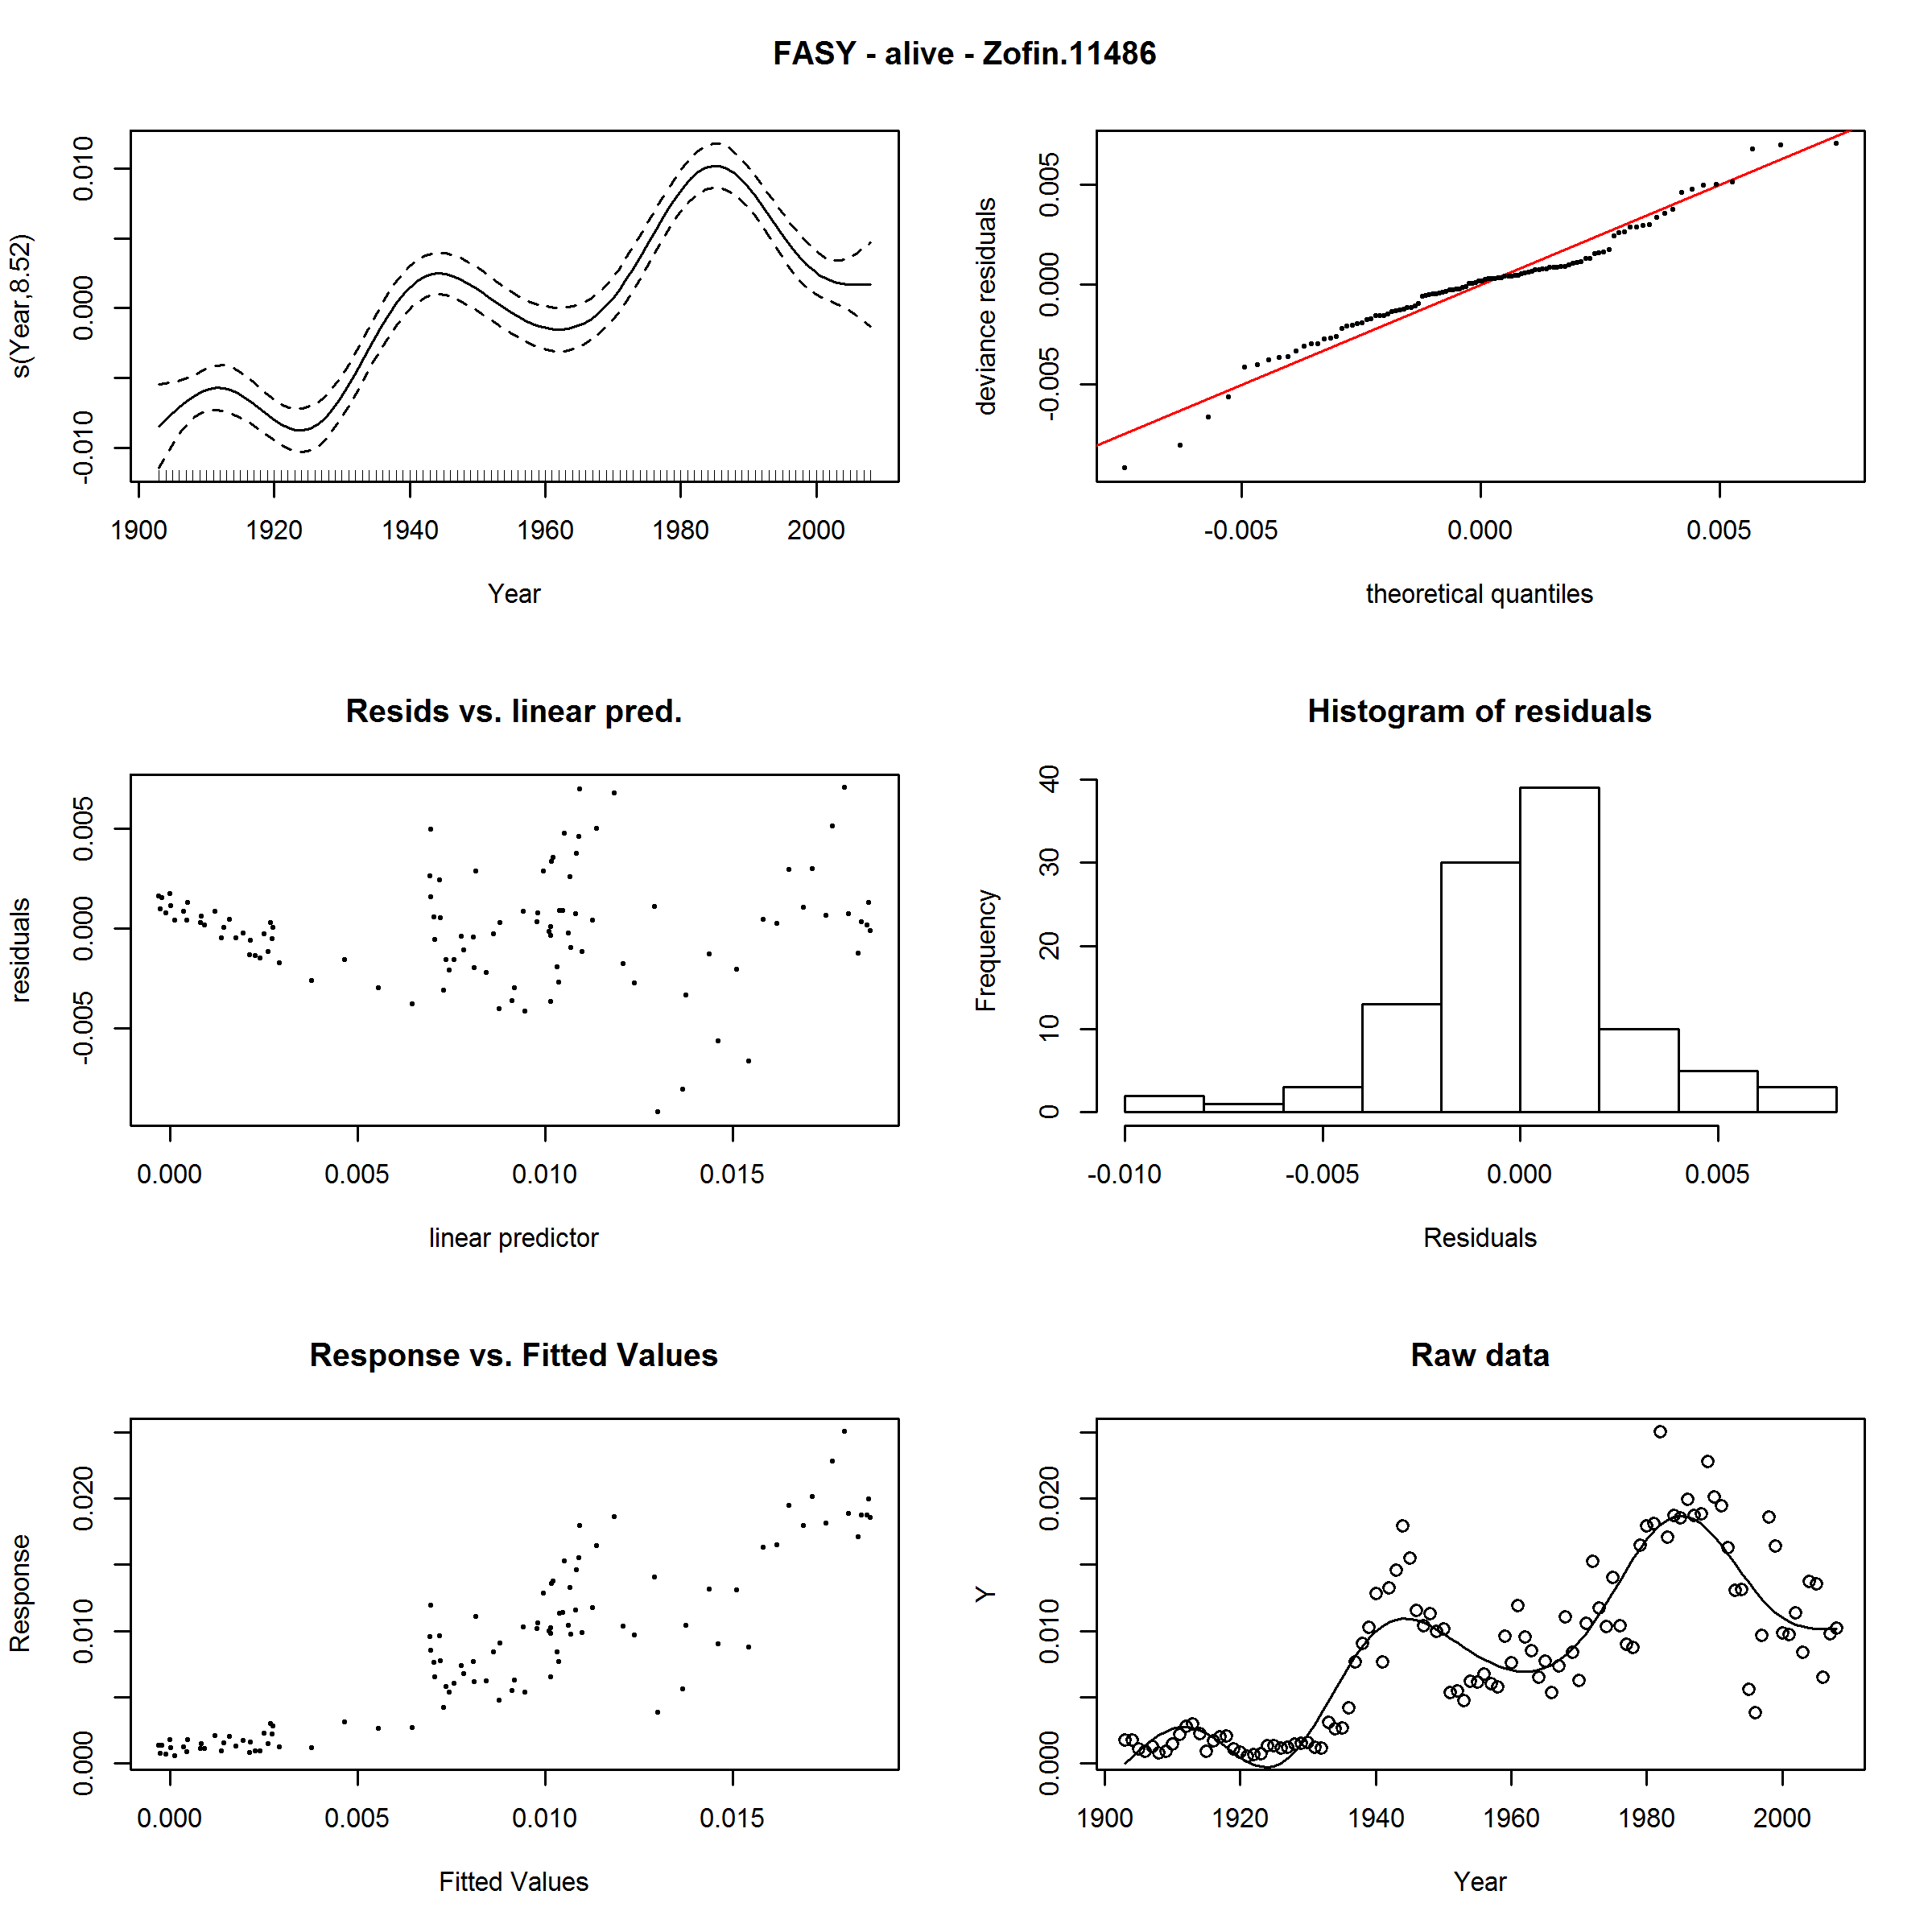 FASY - alive - Zofin.11486
s(Year,8.52)
-0.010 0.000 0.010
1900 1920 1940 1960 1980 2000
Year
deviance residuals
-0.005 0.000 0.005
-0.005 0.000 0.005
theoretical quantiles
Resids vs. linear pred.
residuals
-0.005 0.000 0.005
0.000 0.005 0.010 0.015
linear predictor
Histogram of residuals
Frequency
0 10 20 30 40
-0.010 -0.005 0.000 0.005
Residuals
Response vs. Fitted Values
Response
0.000 0.010 0.020
0.000 0.005 0.010 0.015
Fitted Values
Raw data
Y
0.000 0.010 0.020
1900 1920 1940 1960 1980 2000
Year